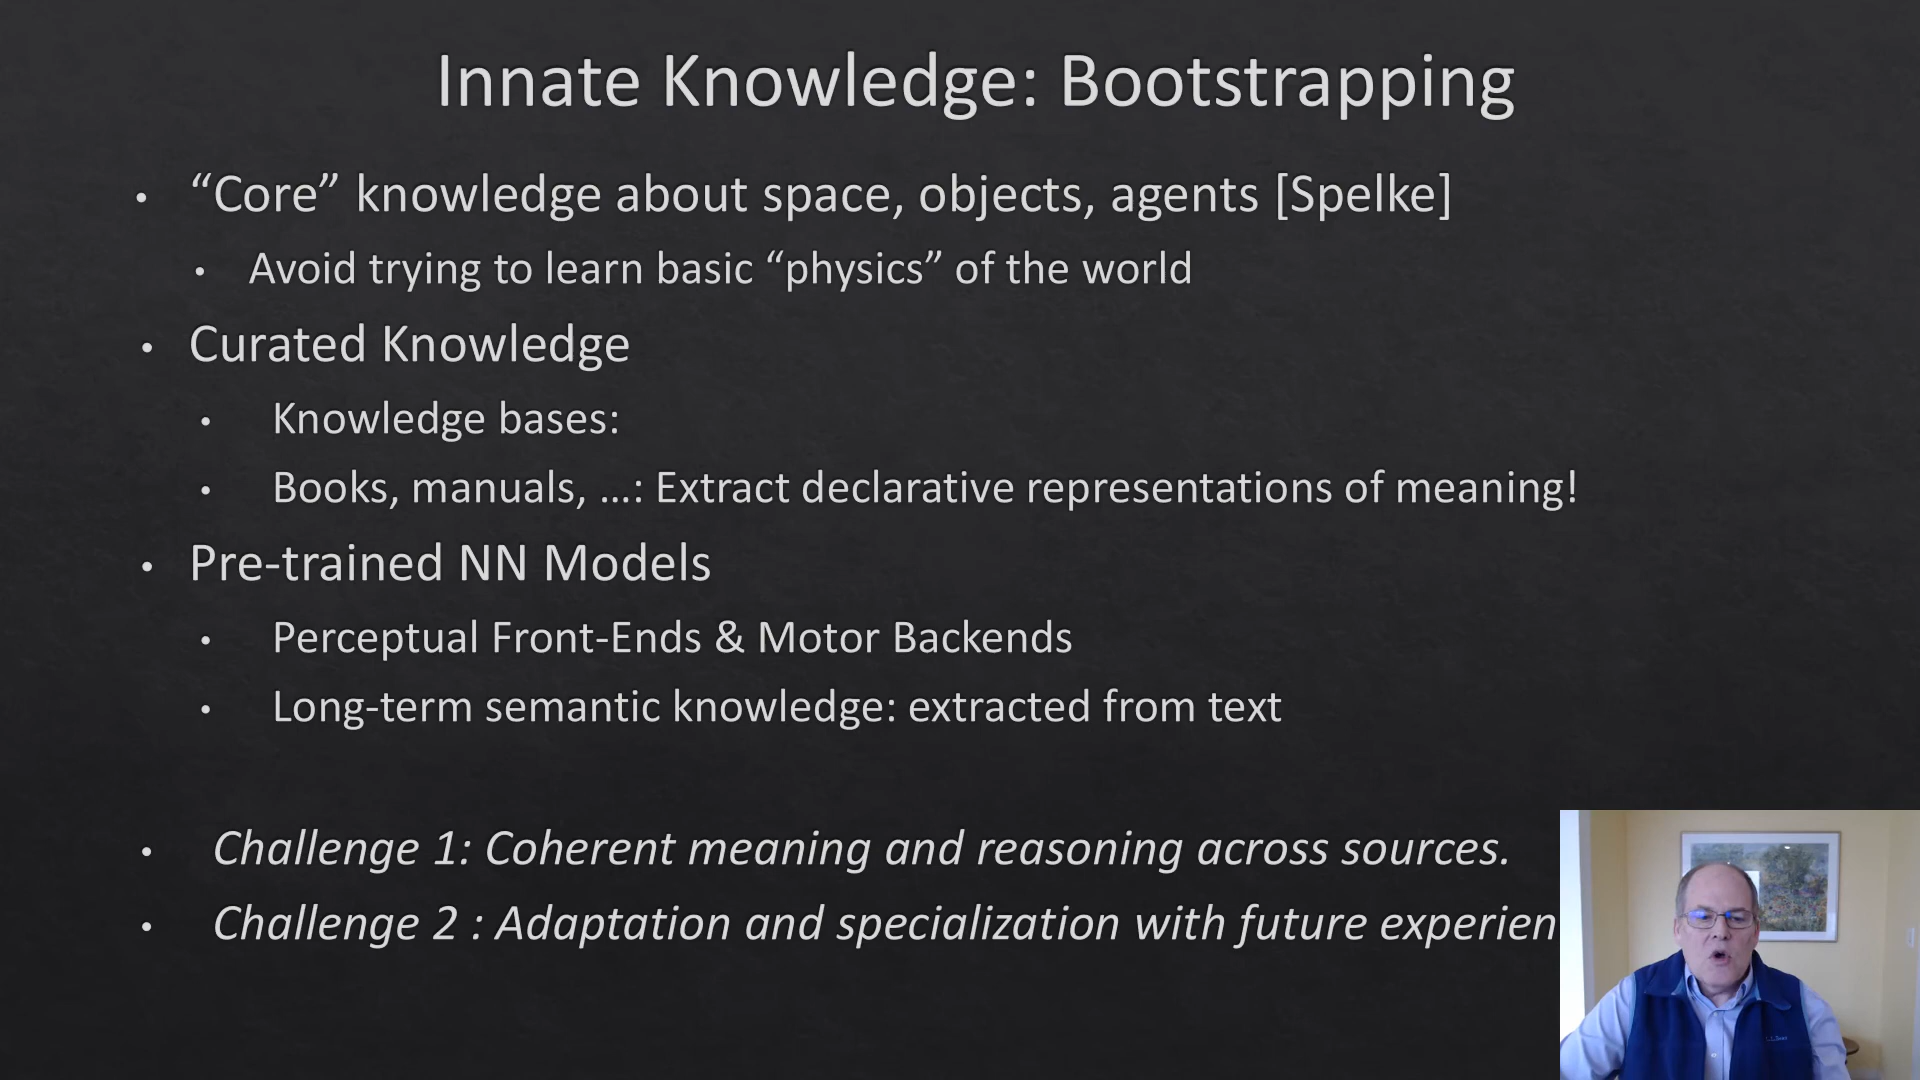 Innate Knowledge: Bootstrapping
• “Core” knowledge about space, objects, agents [Spelke]
• Avoid trying to learn basic “physics” of the world
• Curated Knowledge
• Knowledge bases:
• Books, manuals, …: Extract declarative representations of meaning!
• Pre-trained NN Models
• Perceptual Front-Ends & Motor Backends
• Long-term semantic knowledge: extracted from text
• Challenge 1: Coherent meaning and reasoning across sources.
• Challenge 2 : Adaptation and specialization with future experien